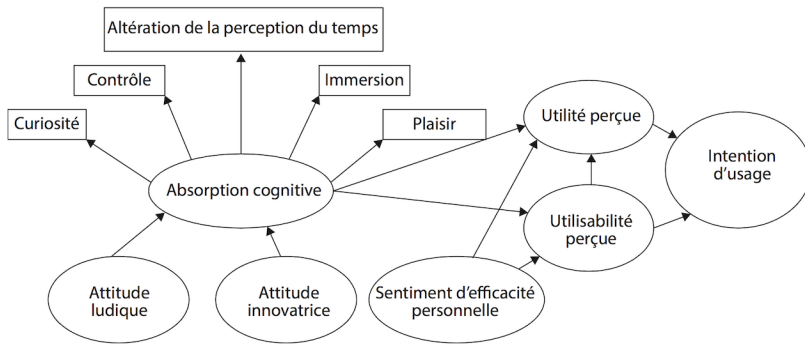 Altération de la perception du temps
Contrôle
Immersion
Curiosité
Plaisir
Utilité perçue
Intention
d'usage
Absorption cognitive
Utilisabilité
perçue
Attitude
ludique
Attitude
innovatrice
Sentiment d'efficacité
personnelle